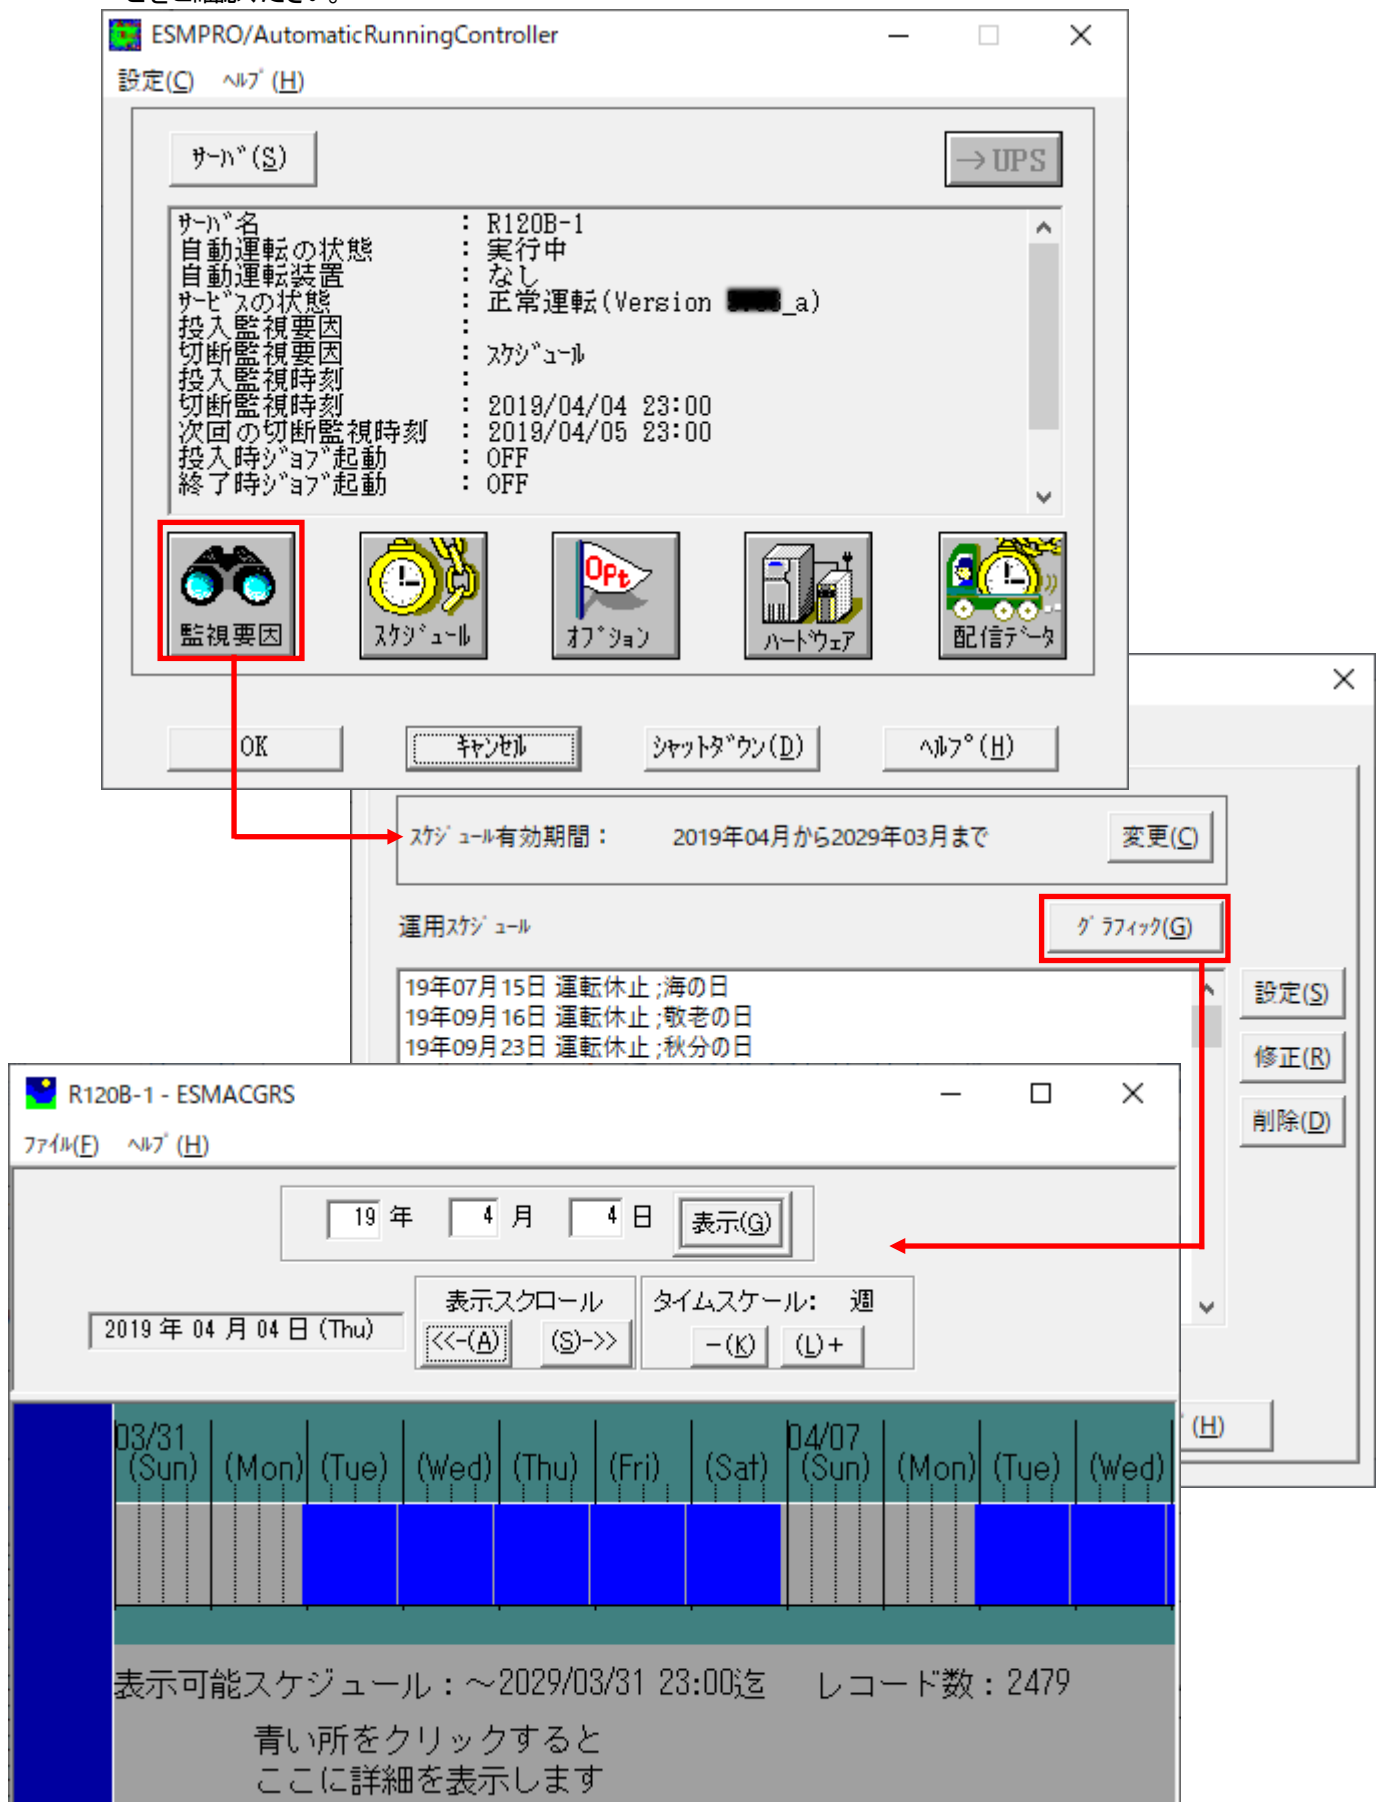 ESMPRO/AutomaticRunningController
設定(C) ﾍﾙﾌﾟ(H)
ｻｰﾊﾞ(S)
→UPS
ｻｰﾊﾞ名 : R120B-1
自動運転の状態 : 実行中
自動運転装置 : なし
ｻｰﾋﾞｽの状態 : 正常運転(Version _a)
投入監視要因 :
切断監視要因 : ｽｹｼﾞｭｰﾙ
投入監視時刻 :
切断監視時刻 : 2019/04/04 23:00
次回の切断監視時刻 : 2019/04/05 23:00
投入時ｼﾞｮﾌﾞ起動 : OFF
終了時ｼﾞｮﾌﾞ起動 : OFF
監視要因
ｽｹｼﾞｭｰﾙ
Opt
ｵﾌﾟｼｮﾝ
ﾊｰﾄﾞｳｪｱ
配信ﾃﾞｰﾀ
OK
ｷｬﾝｾﾙ
ｼｬｯﾄﾀﾞｳﾝ(D)
ﾍﾙﾌﾟ(H)
ｽｹｼﾞｭｰﾙ有効期間： 2019年04月から2029年03月まで
変更(C)
運用ｽｹｼﾞｭｰﾙ
ｸﾞﾗﾌｨｯｸ(G)
19年07月15日 運転休止 ;海の日
19年09月16日 運転休止 ;敬老の日
19年09月23日 運転休止 ;秋分の日
設定(S)
修正(R)
削除(D)
(H)
R120B-1 - ESMACGRS
ﾌｧｲﾙ(F) ﾍﾙﾌﾟ(H)
19 年 4 月 4 日 表示(G)
表示スクロール タイムスケール： 週
2019 年 04 月 04 日 (Thu)
<<-(A) (S)->> －(K) (L)＋
03/31 04/07
(Sun) (Mon) (Tue) (Wed) (Thu) (Fri) (Sat) (Sun) (Mon) (Tue) (Wed)
表示可能スケジュール：～2029/03/31 23:00迄 レコード数：2479
青い所をクリックすると
ここに詳細を表示します